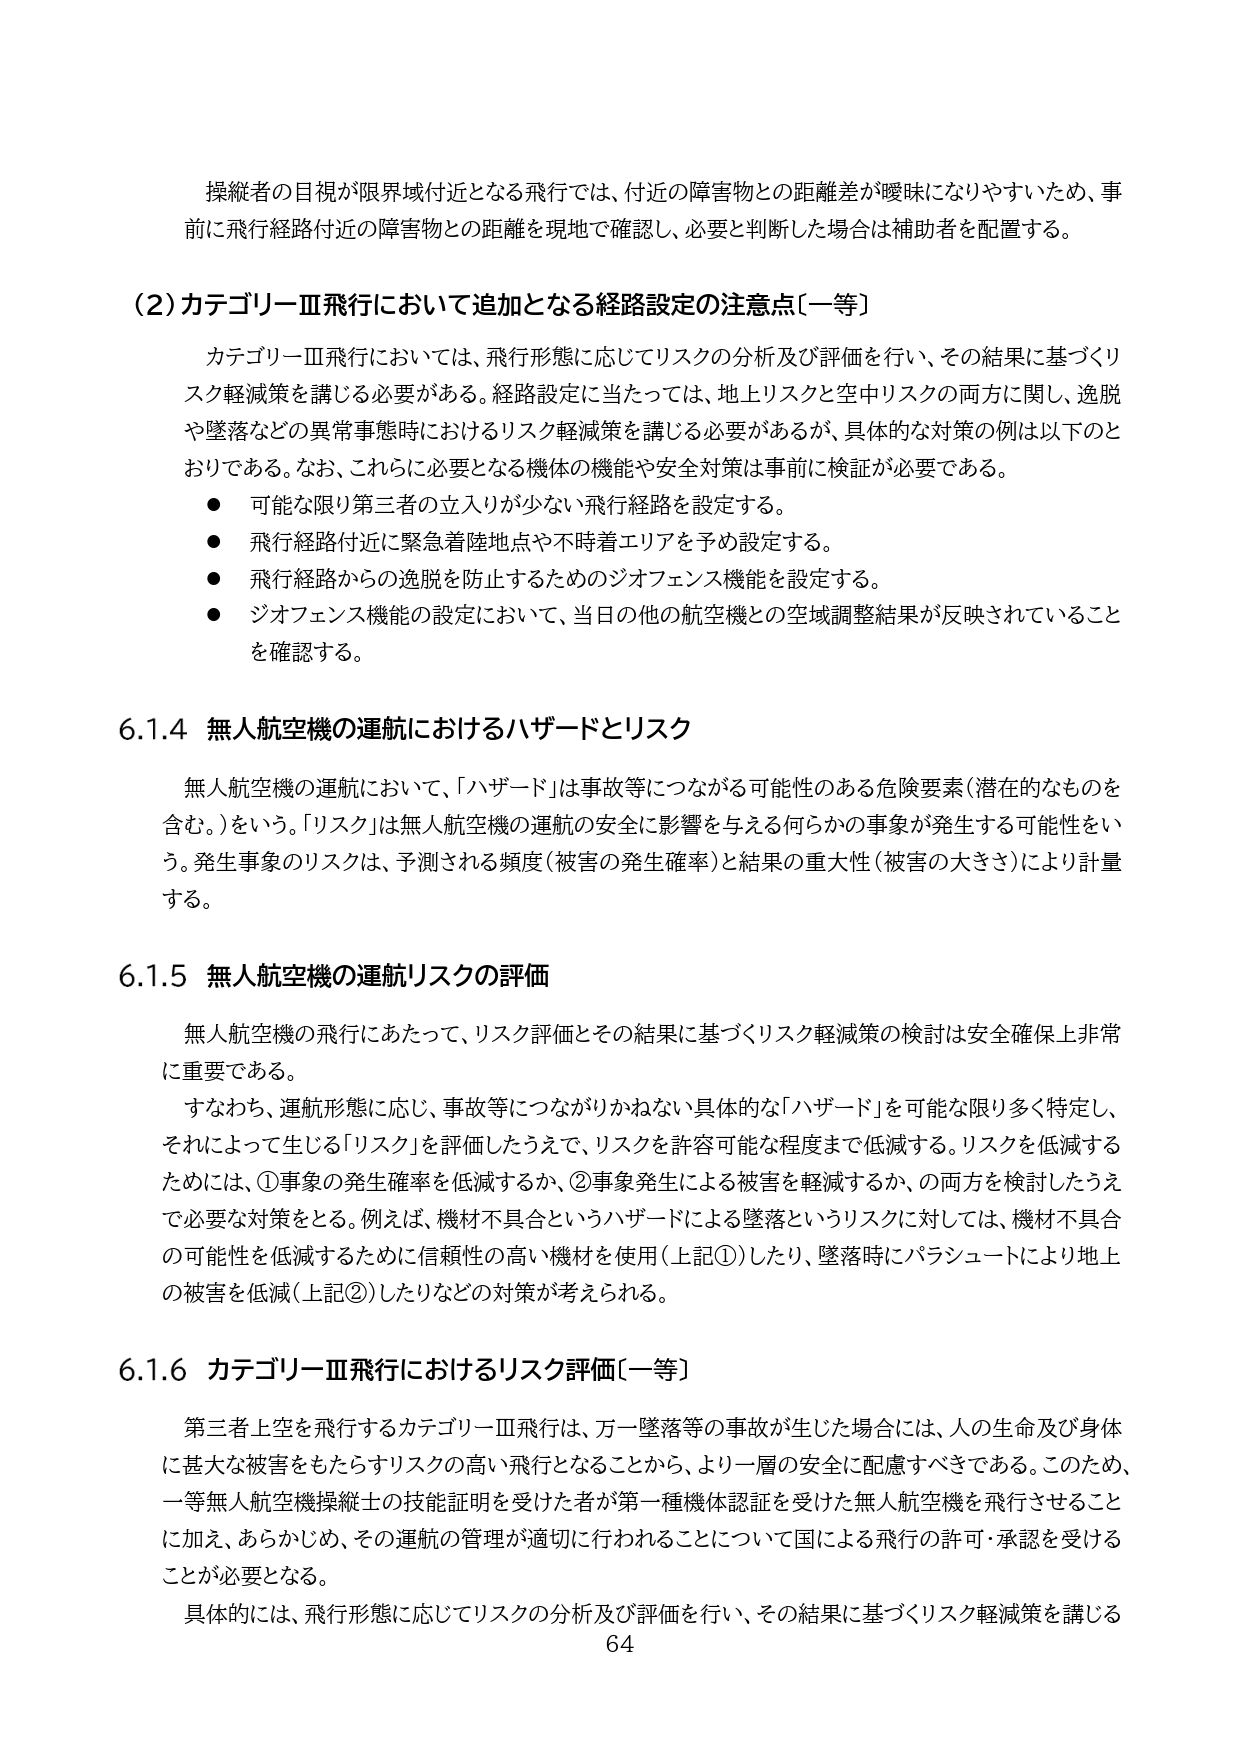 操縦者の目視が限界域付近となる飛行では、付近の障害物との距離差が曖昧になりやすいため、事
前に飛行経路付近の障害物との距離を現地で確認し、必要と判断した場合は補助者を配置する。
（２）カテゴリーⅢ飛行において追加となる経路設定の注意点〔一等〕
カテゴリーⅢ飛行においては、飛行形態に応じてリスクの分析及び評価を行い、その結果に基づくリ
スク軽減策を講じる必要がある。経路設定に当たっては、地上リスクと空中リスクの両方に関し、逸脱
や墜落などの異常事態時におけるリスク軽減策を講じる必要があるが、具体的な対策の例は以下のと
おりである。なお、これらに必要となる機体の機能や安全対策は事前に検証が必要である。
● 可能な限り第三者の立入りが少ない飛行経路を設定する。
● 飛行経路付近に緊急着陸地点や不時着エリアを予め設定する。
● 飛行経路からの逸脱を防止するためのジオフェンス機能を設定する。
● ジオフェンス機能の設定において、当日の他の航空機との空域調整結果が反映されていること
を確認する。
6.1.4 無人航空機の運航におけるハザードとリスク
無人航空機の運航において、「ハザード」は事故等につながる可能性のある危険要素（潜在的なものを
含む。）をいう。「リスク」は無人航空機の運航の安全に影響を与える何らかの事象が発生する可能性をい
う。発生事象のリスクは、予測される頻度（被害の発生確率）と結果の重大性（被害の大きさ）により計量
する。
6.1.5 無人航空機の運航リスクの評価
無人航空機の飛行にあたって、リスク評価とその結果に基づくリスク軽減策の検討は安全確保上非常
に重要である。
すなわち、運航形態に応じ、事故等につながりかねない具体的な「ハザード」を可能な限り多く特定し、
それによって生じる「リスク」を評価したうえで、リスクを許容可能な程度まで低減する。リスクを低減する
ためには、①事象の発生確率を低減するか、②事象発生による被害を軽減するか、の両方を検討したうえ
で必要な対策をとる。例えば、機材不具合というハザードによる墜落というリスクに対しては、機材不具合
の可能性を低減するために信頼性の高い機材を使用（上記①）したり、墜落時にパラシュートにより地上
の被害を低減（上記②）したりなどの対策が考えられる。
6.1.6 カテゴリーⅢ飛行におけるリスク評価〔一等〕
第三者上空を飛行するカテゴリーⅢ飛行は、万一墜落等の事故が生じた場合には、人の生命及び身体
に甚大な被害をもたらすリスクの高い飛行となることから、より一層の安全に配慮すべきである。このため、
一等無人航空機操縦士の技能証明を受けた者が第一種機体認証を受けた無人航空機を飛行させること
に加え、あらかじめ、その運航の管理が適切に行われることについて国による飛行の許可・承認を受ける
ことが必要となる。
具体的には、飛行形態に応じてリスクの分析及び評価を行い、その結果に基づくリスク軽減策を講じる
64